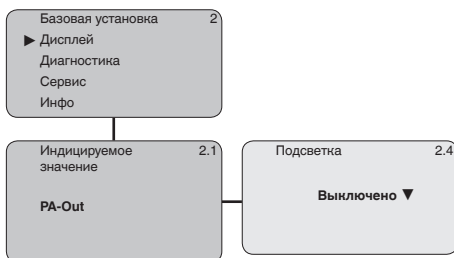 Базовая установка 2
▶ Дисплей
Диагностика
Сервис
Инфо
Индицируемое 2.1
значение
PA-Out
Подсветка 2.4
Выключено ▼